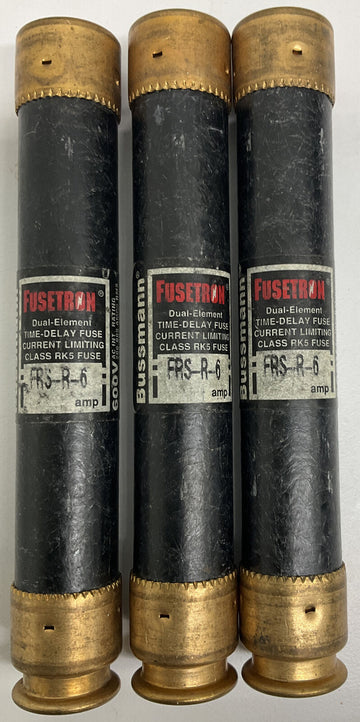 FUSETRON®
Dual-Element
TIME-DELAY FUSE
CURRENT LIMITING
CLASS RK5 FUSE
FRS-R-6
amp
600V
Bussmann
FUSETRON
Dual-Element
TIME-DELAY FUSE
CURRENT LIMITING
CLASS RK5 FUSE
FRS-R-6
amp
Bussmann
FUSETRON®
Dual-Element
TIME-DELAY FUSE
CURRENT LIMITING
CLASS RK5 FUSE
FRS-R-6
amp